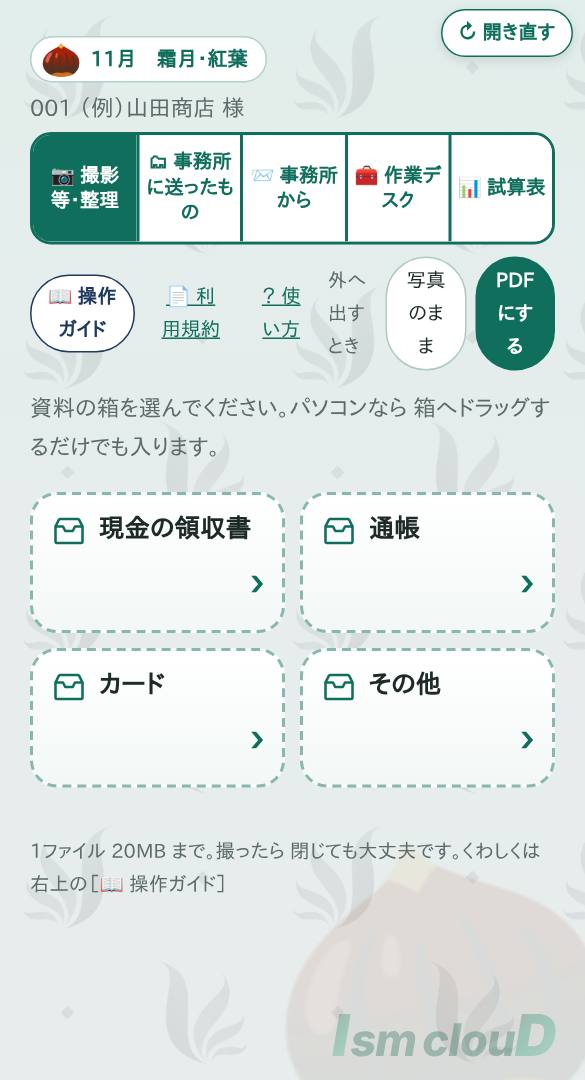 開き直す
11月 霜月・紅葉
001 (例)山田商店 様
📷 撮影
等・整理
🗂 事務所
に送ったも
の
📨 事務所
から
🧰 作業デ
スク
📊 試算表
📖 操作
ガイド
📄 利
用規約
? 使
い方
外へ
出す
とき
写真
のま
ま
PDF
にす
る
資料の箱を選んでください。パソコンなら 箱へドラッグす
るだけでも入ります。
現金の領収書
通帳
カード
その他
1ファイル 20MB まで。撮ったら 閉じても大丈夫です。くわしくは
右上の[📖 操作ガイド]
Ism clouD